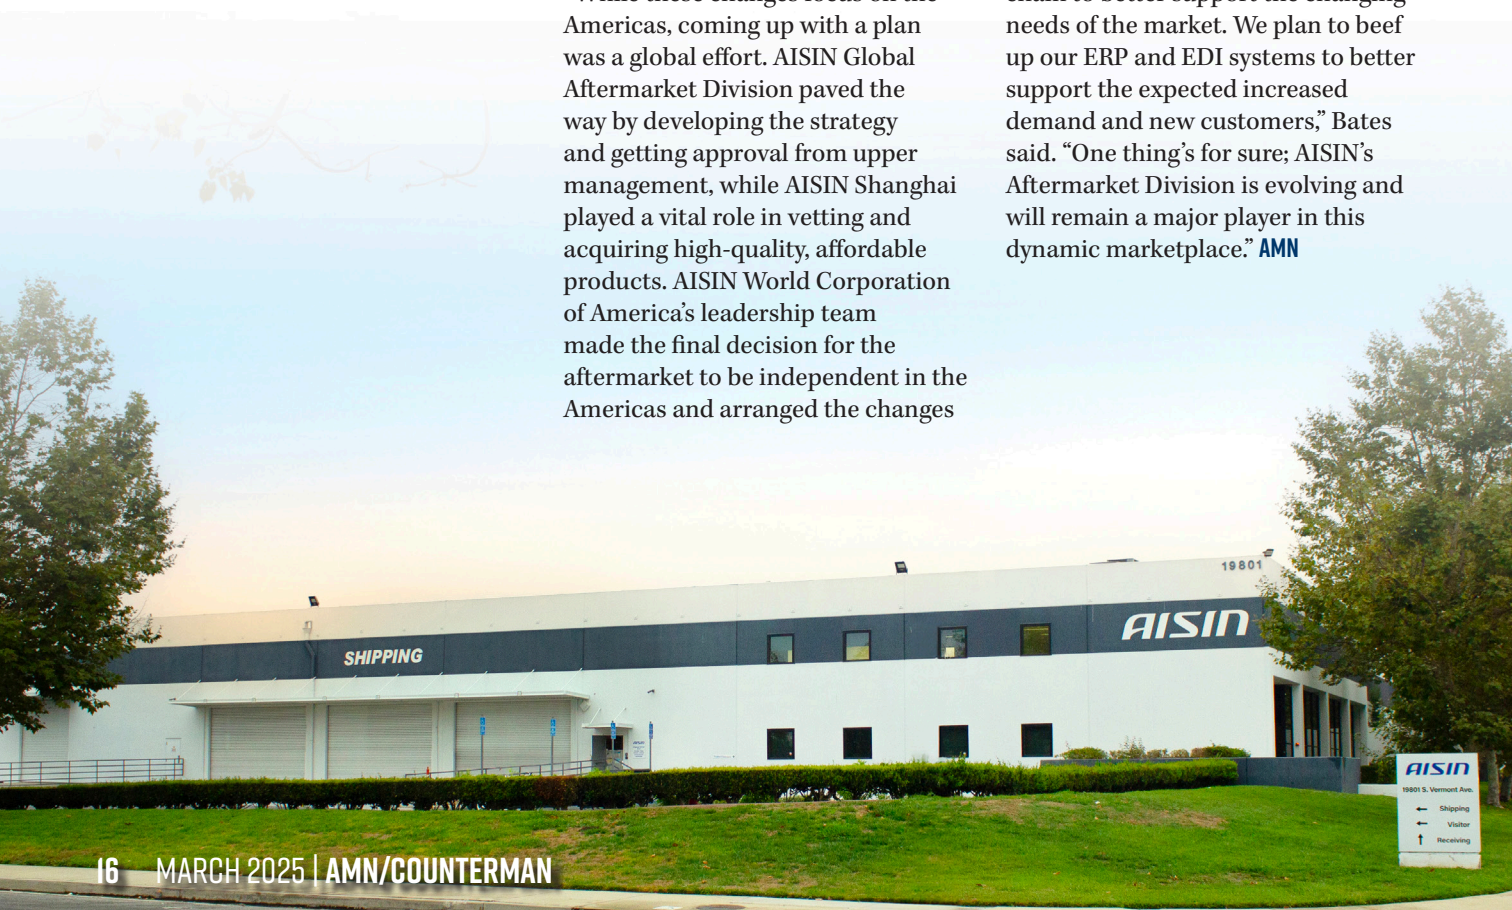 Americas, coming up with a plan
was a global effort. AISIN Global
Aftermarket Division paved the
way by developing the strategy
and getting approval from upper
management, while AISIN Shanghai
played a vital role in vetting and
acquiring high-quality, affordable
products. AISIN World Corporation
of America’s leadership team
made the final decision for the
aftermarket to be independent in the
Americas and arranged the changes
needs of the market. We plan to beef
up our ERP and EDI systems to better
support the expected increased
demand and new customers,” Bates
said. “One thing’s for sure; AISIN’s
Aftermarket Division is evolving and
will remain a major player in this
dynamic marketplace.” AMN
19801
AISIN
SHIPPING
AISIN
19801 S. Vermont Ave.
← Shipping
← Visitor
↑ Receiving
16 MARCH 2025 | AMN/COUNTERMAN